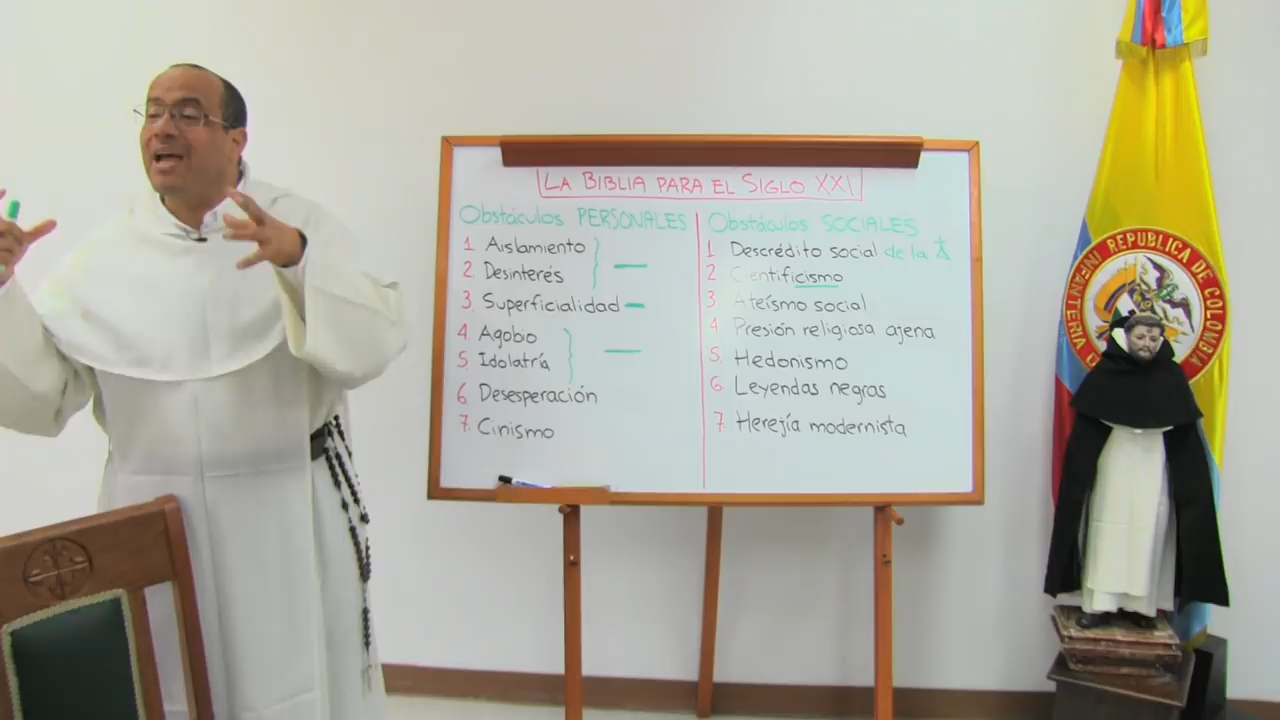 LA BIBLIA PARA EL SIGLO XXI
Obstáculos PERSONALES
1. Aislamiento
2. Desinterés
3. Superficialidad
4. Agobio
5 Idolatría
6 Desesperación
7. Cinismo
Obstáculos SOCIALES
1 Descrédito social de la
2 Cientificismo
3 Ateísmo social
4 Presión religiosa ajena
5. Hedonismo
6 Leyendas negras
7 Herejía modernista
REPUBLICA DE COLOMBIA
INFANTERIA